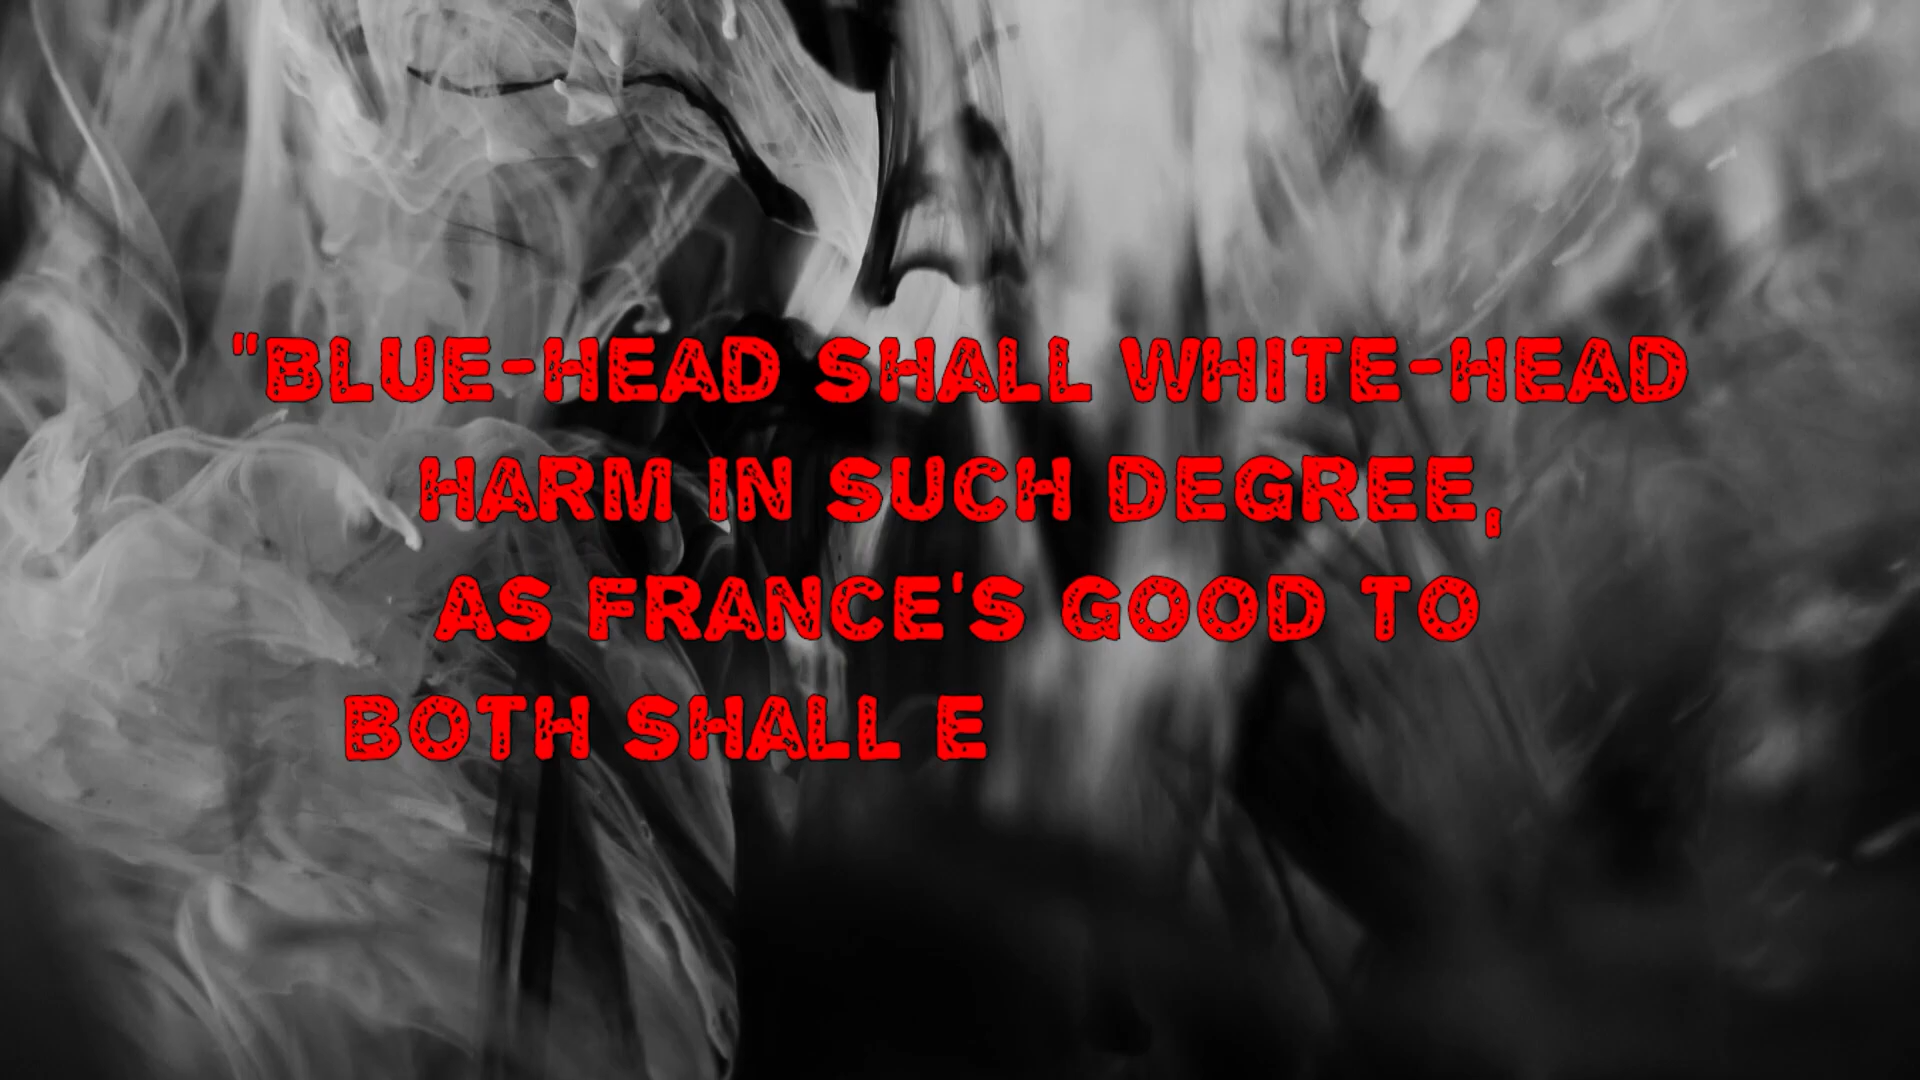 "BLUE-HEAD SHALL WHITE-HEAD
HARM IN SUCH DEGREE,
AS FRANCE'S GOOD TO
BOTH SHALL E